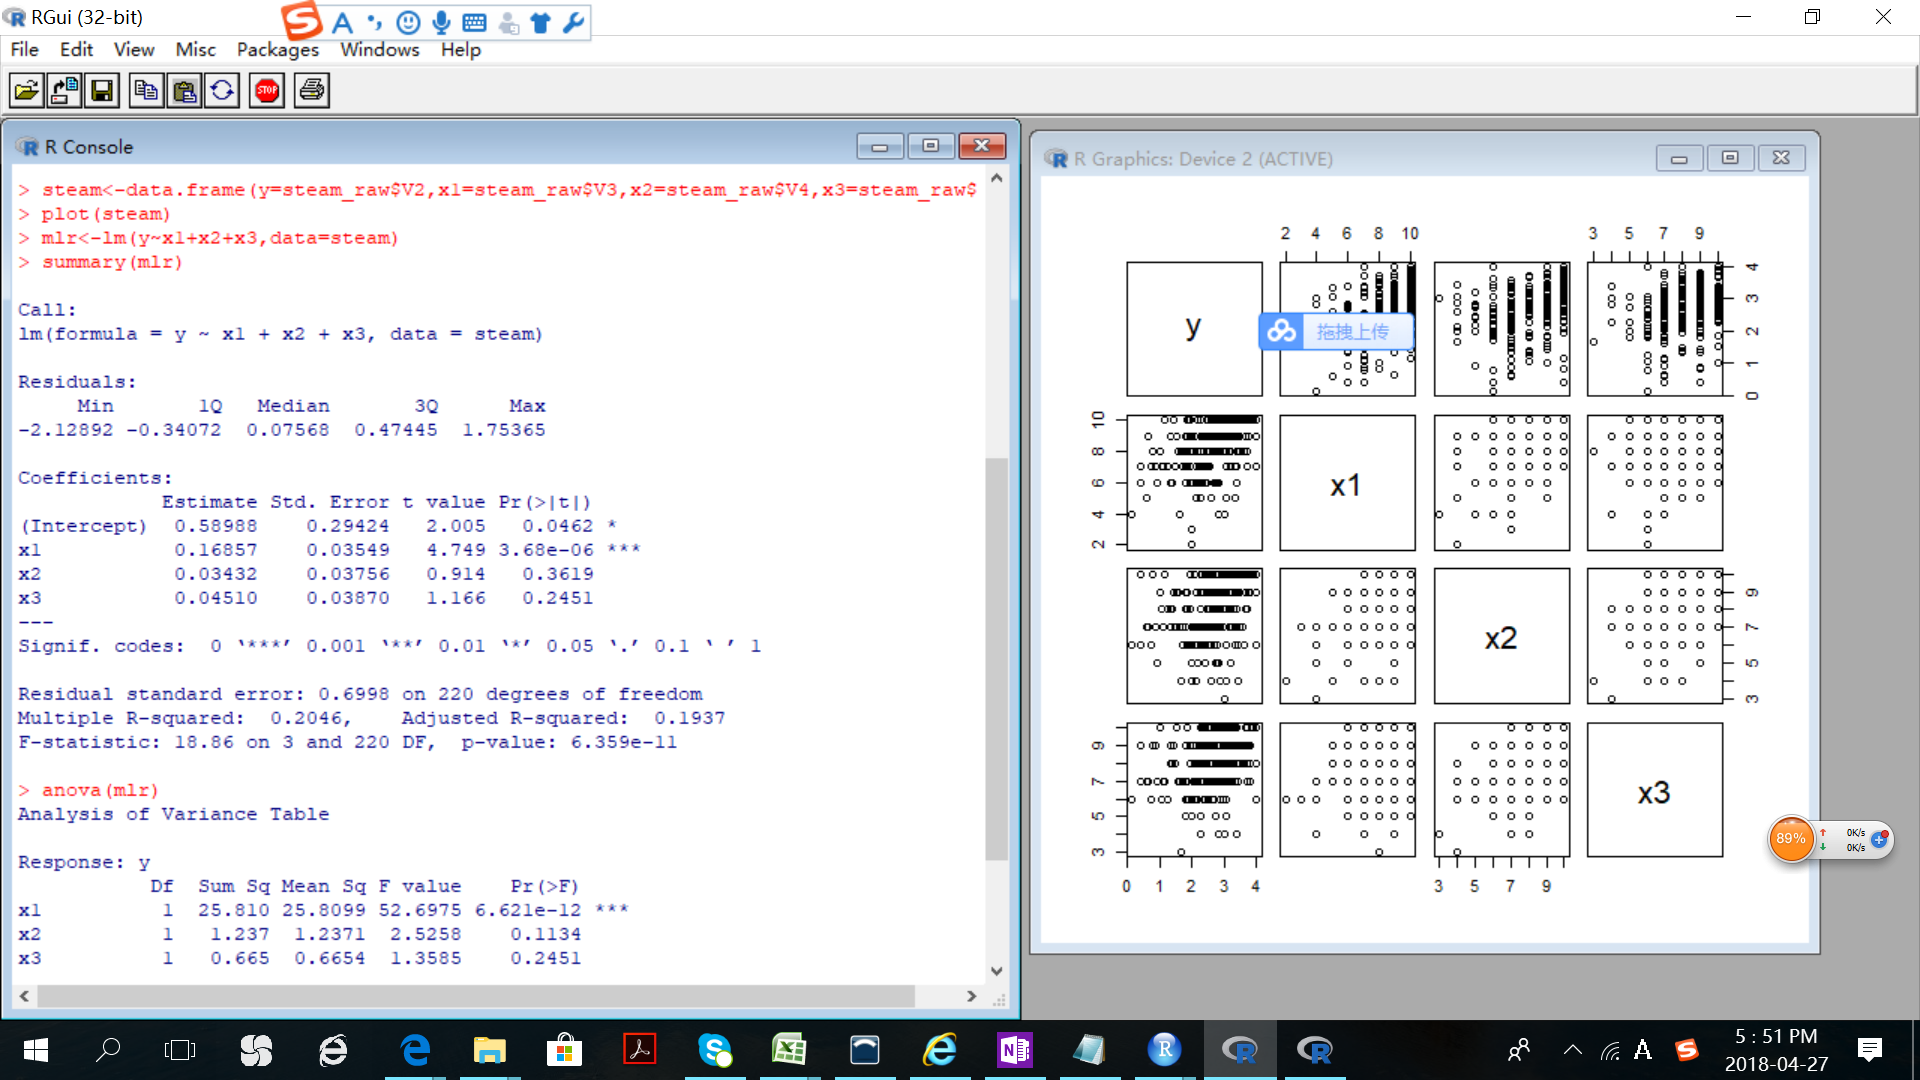 RGui (32-bit)
File Edit View Misc Packages Windows Help
STOP
R Console
> steam<-data.frame(y=steam_raw$V2,x1=steam_raw$V3,x2=steam_raw$V4,x3=steam_raw$
> plot(steam)
> mlr<-lm(y~x1+x2+x3,data=steam)
> summary(mlr)
Call:
lm(formula = y ~ x1 + x2 + x3, data = steam)
Residuals:
Min 1Q Median 3Q Max
-2.12892 -0.34072 0.07568 0.47445 1.75365
Coefficients:
Estimate Std. Error t value Pr(>|t|)
(Intercept) 0.58988 0.29424 2.005 0.0462 *
x1 0.16857 0.03549 4.749 3.68e-06 ***
x2 0.03432 0.03756 0.914 0.3619
x3 0.04510 0.03870 1.166 0.2451
---
Signif. codes: 0 ‘***’ 0.001 ‘**’ 0.01 ‘*’ 0.05 ‘.’ 0.1 ‘ ’ 1
Residual standard error: 0.6998 on 220 degrees of freedom
Multiple R-squared: 0.2046, Adjusted R-squared: 0.1937
F-statistic: 18.86 on 3 and 220 DF, p-value: 6.359e-11
> anova(mlr)
Analysis of Variance Table
Response: y
Df Sum Sq Mean Sq F value Pr(>F)
x1 1 25.810 25.8099 52.6975 6.621e-12 ***
x2 1 1.237 1.2371 2.5258 0.1134
x3 1 0.665 0.6654 1.3585 0.2451
R Graphics: Device 2 (ACTIVE)
2 4 6 8 10
3 5 7 9
y
拖拽上传
4
3
2
1
0
10
8
6
4
2
x1
x2
9
7
5
3
9
7
5
3
x3
0 1 2 3 4
3 5 7 9
89%
0K/s
0K/s
5 : 51 PM
2018-04-27